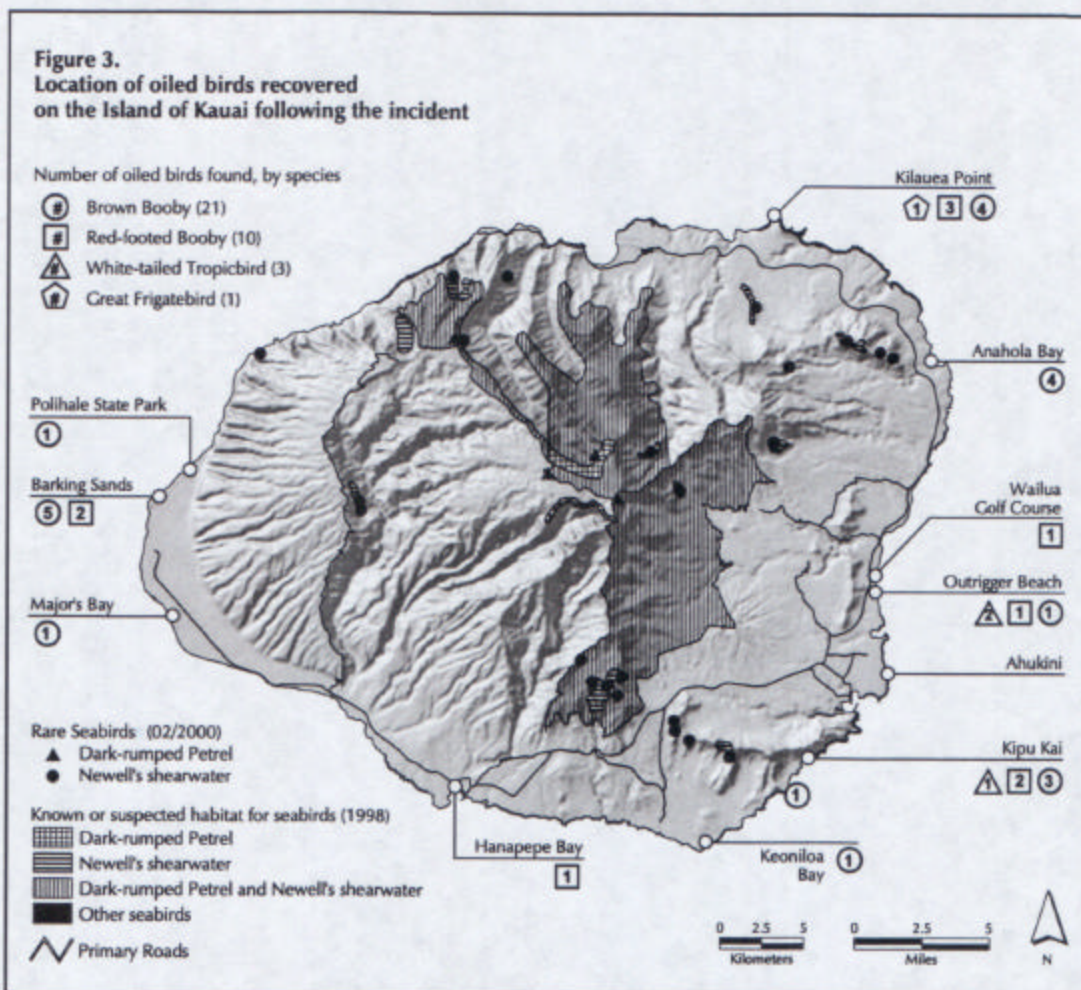 Figure 3.
Location of oiled birds recovered
on the Island of Kauai following the incident
Number of oiled birds found, by species
# Brown Booby (21)
# Red-footed Booby (10)
# White-tailed Tropicbird (3)
# Great Frigatebird (1)
Kilauea Point
1 3 4
Anahola Bay
4
Polihale State Park
1
Barking Sands
5 2
Wailua
Golf Course
1
Outrigger Beach
2 1 1
Major's Bay
1
Ahukini
Kipu Kai
1 2 3
1
Keoniloa
Bay
1
Hanapepe Bay
1
Rare Seabirds (02/2000)
Dark-rumped Petrel
Newell's shearwater
Known or suspected habitat for seabirds (1998)
Dark-rumped Petrel
Newell's shearwater
Dark-rumped Petrel and Newell's shearwater
Other seabirds
Primary Roads
0 2.5 5
Kilometers
0 2.5 5
Miles
N